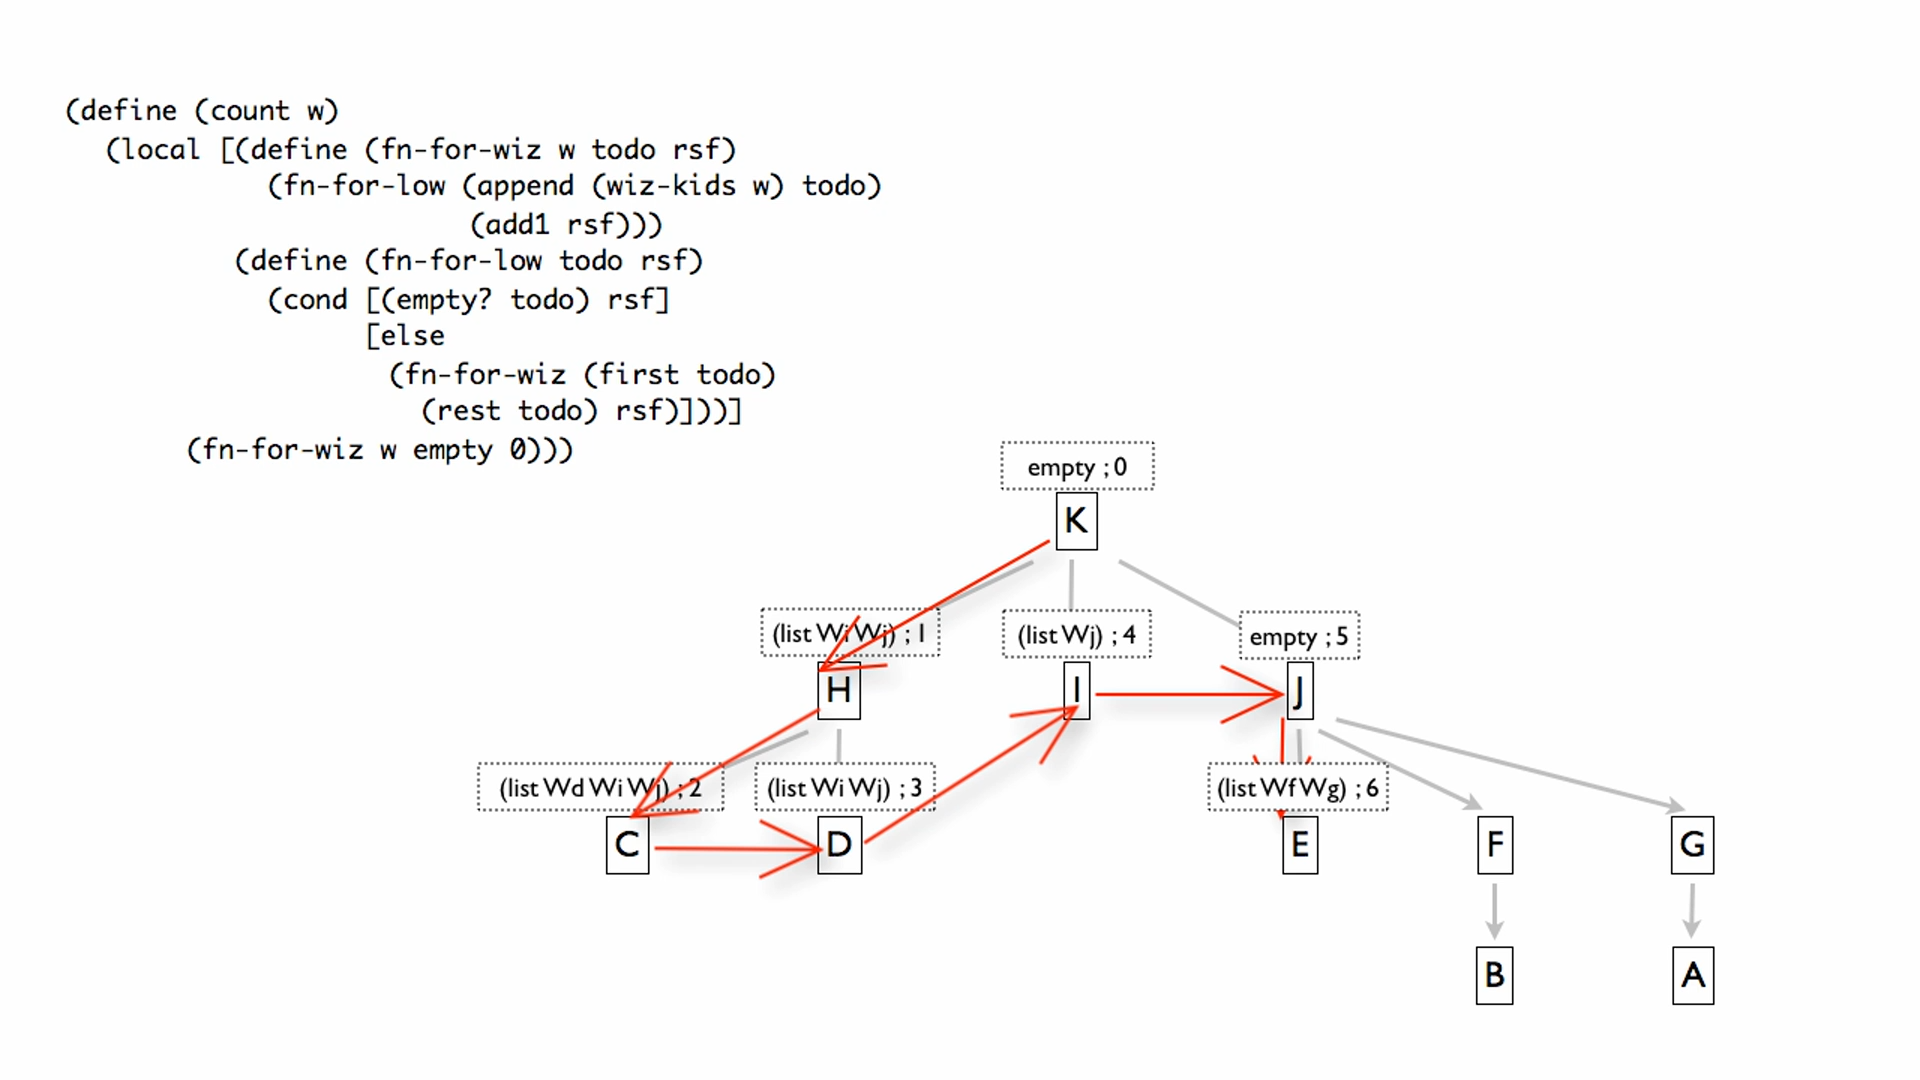 (define (count w)
(local [(define (fn-for-wiz w todo rsf)
(fn-for-low (append (wiz-kids w) todo)
(add1 rsf)))
(define (fn-for-low todo rsf)
(cond [(empty? todo) rsf]
[else
(fn-for-wiz (first todo)
(rest todo) rsf)]))]
(fn-for-wiz w empty 0)))
empty ; 0
K
(list Wi Wj) ; 1
(list Wj) ; 4
empty ; 5
H
I
J
(list Wd Wi Wj) ; 2
(list Wi Wj) ; 3
(list Wf Wg) ; 6
C
D
E
F
G
B
A